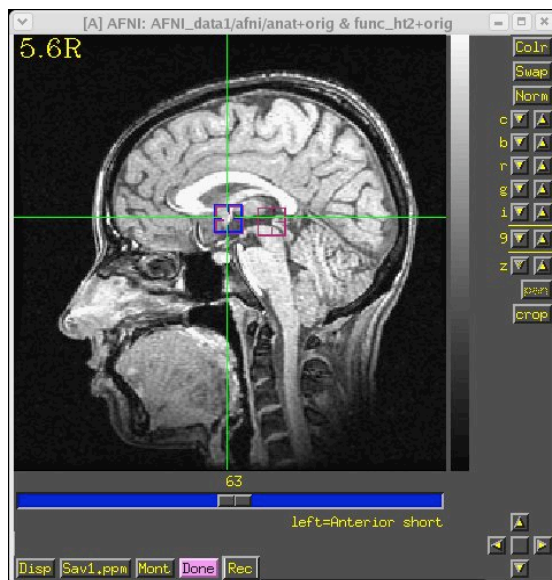 [A] AFNI: AFNI_data1/afni/anat+orig & func_ht2+orig
5.6R
Colr
Swap
Norm
c
b
r
g
i
9
z
pan
crop
63
left=Anterior short
Disp Sav1.ppm Mont Done Rec